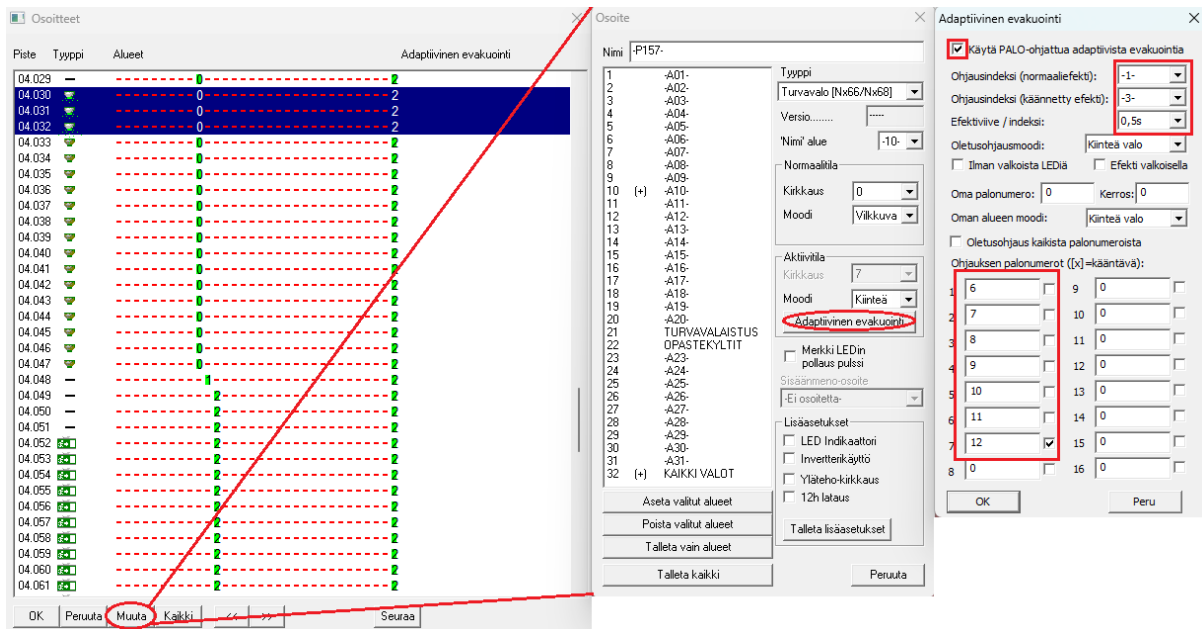 Osoitteet
Piste Tyyppi Alueet Adaptiivinen evakuointi
04.029 – - - - - - - - - - 0 - - - - - - - - - - - - - - - - - - - - - 2
04.030 - - - - - - - - - - 0 - - - - - - - - - - - - - - - - - - - - - 2
04.031 - - - - - - - - - - 0 - - - - - - - - - - - - - - - - - - - - - 2
04.032 - - - - - - - - - - 0 - - - - - - - - - - - - - - - - - - - - - 2
04.033 - - - - - - - - - - 0 - - - - - - - - - - - - - - - - - - - - - 2
04.034 - - - - - - - - - - 0 - - - - - - - - - - - - - - - - - - - - - 2
04.035 - - - - - - - - - - 0 - - - - - - - - - - - - - - - - - - - - - 2
04.036 - - - - - - - - - - 0 - - - - - - - - - - - - - - - - - - - - - 2
04.037 - - - - - - - - - - 0 - - - - - - - - - - - - - - - - - - - - - 2
04.038 - - - - - - - - - - 0 - - - - - - - - - - - - - - - - - - - - - 2
04.039 - - - - - - - - - - 0 - - - - - - - - - - - - - - - - - - - - - 2
04.040 - - - - - - - - - - 0 - - - - - - - - - - - - - - - - - - - - - 2
04.041 - - - - - - - - - - 0 - - - - - - - - - - - - - - - - - - - - - 2
04.042 - - - - - - - - - - 0 - - - - - - - - - - - - - - - - - - - - - 2
04.043 - - - - - - - - - - 0 - - - - - - - - - - - - - - - - - - - - - 2
04.044 - - - - - - - - - - 0 - - - - - - - - - - - - - - - - - - - - - 2
04.045 - - - - - - - - - - 0 - - - - - - - - - - - - - - - - - - - - - 2
04.046 - - - - - - - - - - 0 - - - - - - - - - - - - - - - - - - - - - 2
04.047 - - - - - - - - - - 0 - - - - - - - - - - - - - - - - - - - - - 2
04.048 – - - - - - - - - - - 1 - - - - - - - - - - - - - - - - - - - - 2
04.049 – - - - - - - - - - - - 2 - - - - - - - - - - - - - - - - - - - 2
04.050 – - - - - - - - - - - - 2 - - - - - - - - - - - - - - - - - - - 2
04.051 – - - - - - - - - - - - 2 - - - - - - - - - - - - - - - - - - - 2
04.052 - - - - - - - - - - - - 2 - - - - - - - - - - - - - - - - - - - 2
04.053 - - - - - - - - - - - - 2 - - - - - - - - - - - - - - - - - - - 2
04.054 - - - - - - - - - - - - 2 - - - - - - - - - - - - - - - - - - - 2
04.055 - - - - - - - - - - - - 2 - - - - - - - - - - - - - - - - - - - 2
04.056 - - - - - - - - - - - - 2 - - - - - - - - - - - - - - - - - - - 2
04.057 - - - - - - - - - - - - 2 - - - - - - - - - - - - - - - - - - - 2
04.058 - - - - - - - - - - - - 2 - - - - - - - - - - - - - - - - - - - 2
04.059 - - - - - - - - - - - - 2 - - - - - - - - - - - - - - - - - - - 2
04.060 - - - - - - - - - - - - 2 - - - - - - - - - - - - - - - - - - - 2
04.061 - - - - - - - - - - - - 2 - - - - - - - - - - - - - - - - - - - 2
OK Peruuta Muuta Kaikki << >> Seuraa
Osoite
Nimi -P157-
1 -A01-
2 -A02-
3 -A03-
4 -A04-
5 -A05-
6 -A06-
7 -A07-
8 -A08-
9 -A09-
10 (+) -A10-
11 -A11-
12 -A12-
13 -A13-
14 -A14-
15 -A15-
16 -A16-
17 -A17-
18 -A18-
19 -A19-
20 -A20-
21 TURVAVALAISTUS
22 OPASTEKYLTIT
23 -A23-
24 -A24-
25 -A25-
26 -A26-
27 -A27-
28 -A28-
29 -A29-
30 -A30-
31 -A31-
32 (+) KAIKKI VALOT
Aseta valitut alueet
Poista valitut alueet
Talleta vain alueet
Talleta kaikki
Tyyppi
Turvavalo [Nx66/Nx68]
Versio........ -----
'Nimi' alue -10-
Normaalitila
Kirkkaus 0
Moodi Vilkkuva
Aktiivitila
Kirkkaus 7
Moodi Kiinteä
Adaptiivinen evakuointi
Merkki LEDin
pollaus pulssi
Sisäänmeno-osoite
-Ei osoitetta-
Lisäasetukset
LED Indikaattori
Invertterikäyttö
Yläteho-kirkkaus
12h lataus
Talleta lisäasetukset
Peruuta
Adaptiivinen evakuointi
Käytä PALO-ohjattua adaptiivista evakuointia
Ohjausindeksi (normaaliefekti): -1-
Ohjausindeksi (käännetty efekti): -3-
Efektiviive / indeksi: 0,5s
Oletusohjausmoodi: Kiinteä valo
Ilman valkoista LEDiä Efekti valkoisella
Oma palonumero: 0 Kerros: 0
Oman alueen moodi: Kiinteä valo
Oletusohjaus kaikista palonumeroista
Ohjauksen palonumerot ([x]=kääntävä):
1 6 9 0
2 7 10 0
3 8 11 0
4 9 12 0
5 10 13 0
6 11 14 0
7 12 15 0
8 0 16 0
OK Peru